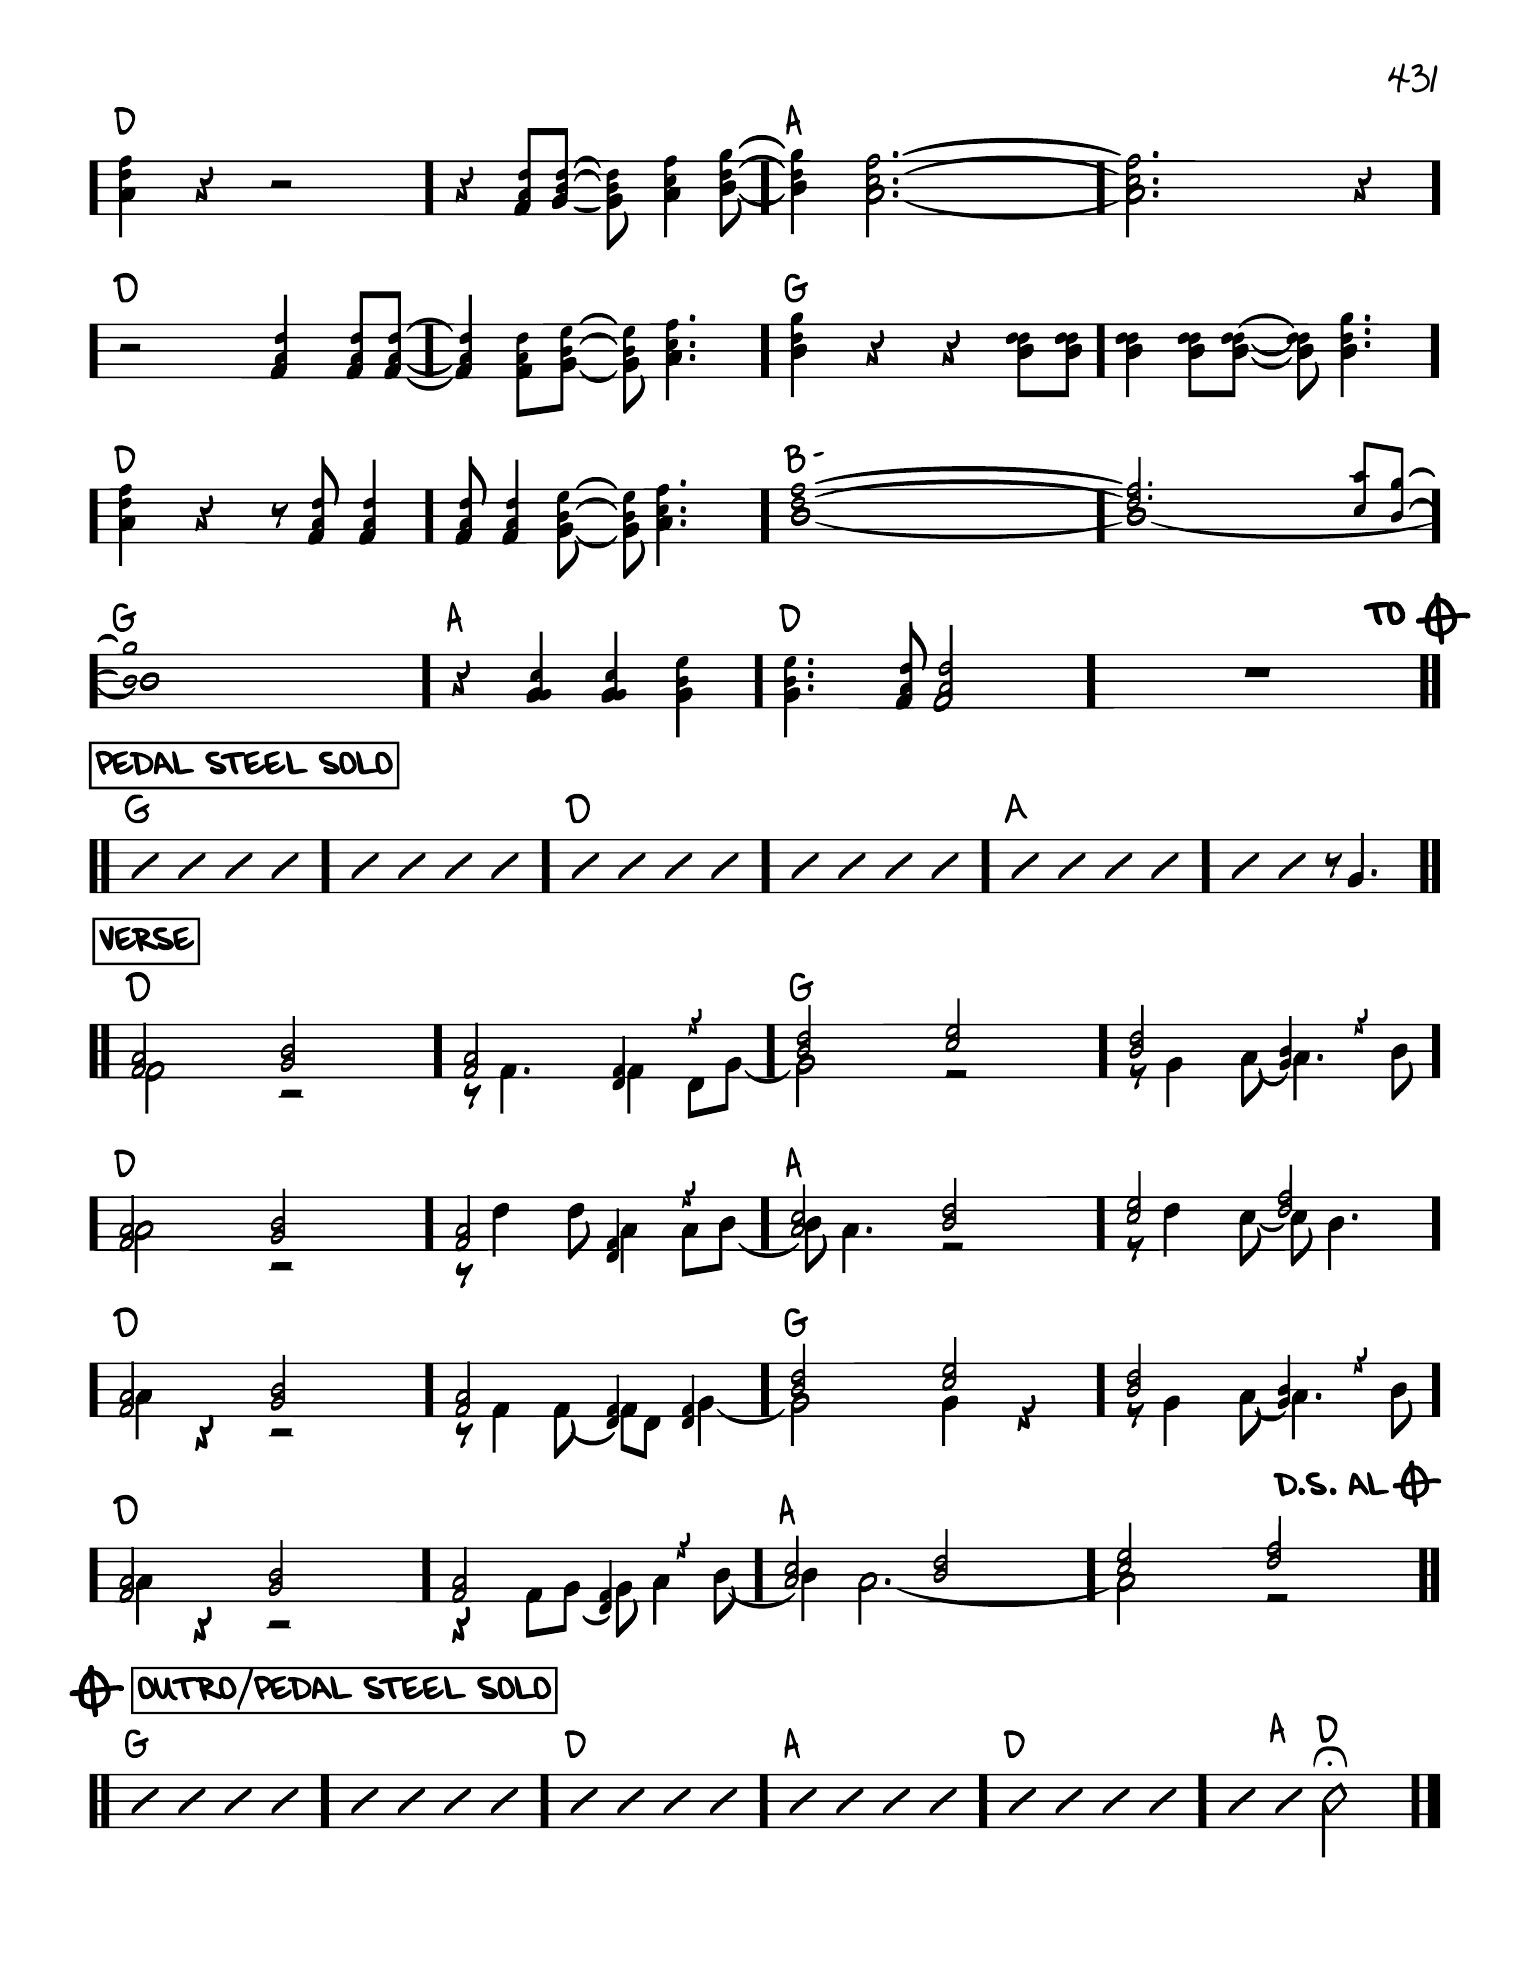 431
D A
D G
D B-
G A D TO
PEDAL STEEL SOLO
G D A
VERSE
D G
D A
D G
D.S. AL
D A
OUTRO/PEDAL STEEL SOLO
G D A D A D